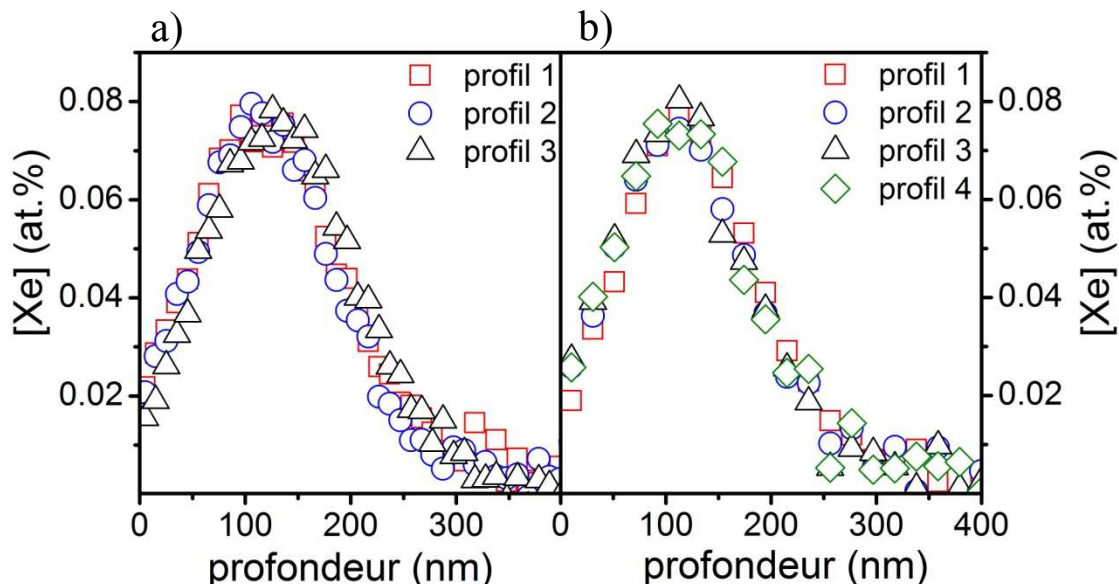 a)
b)
profil 1
profil 2
profil 3
profil 1
profil 2
profil 3
profil 4
[Xe] (at.%)
0.08
0.06
0.04
0.02
0.08
0.06
0.04
0.02
[Xe] (at.%)
0 100 200 300 0 100 200 300 400
profondeur (nm)
profondeur (nm)